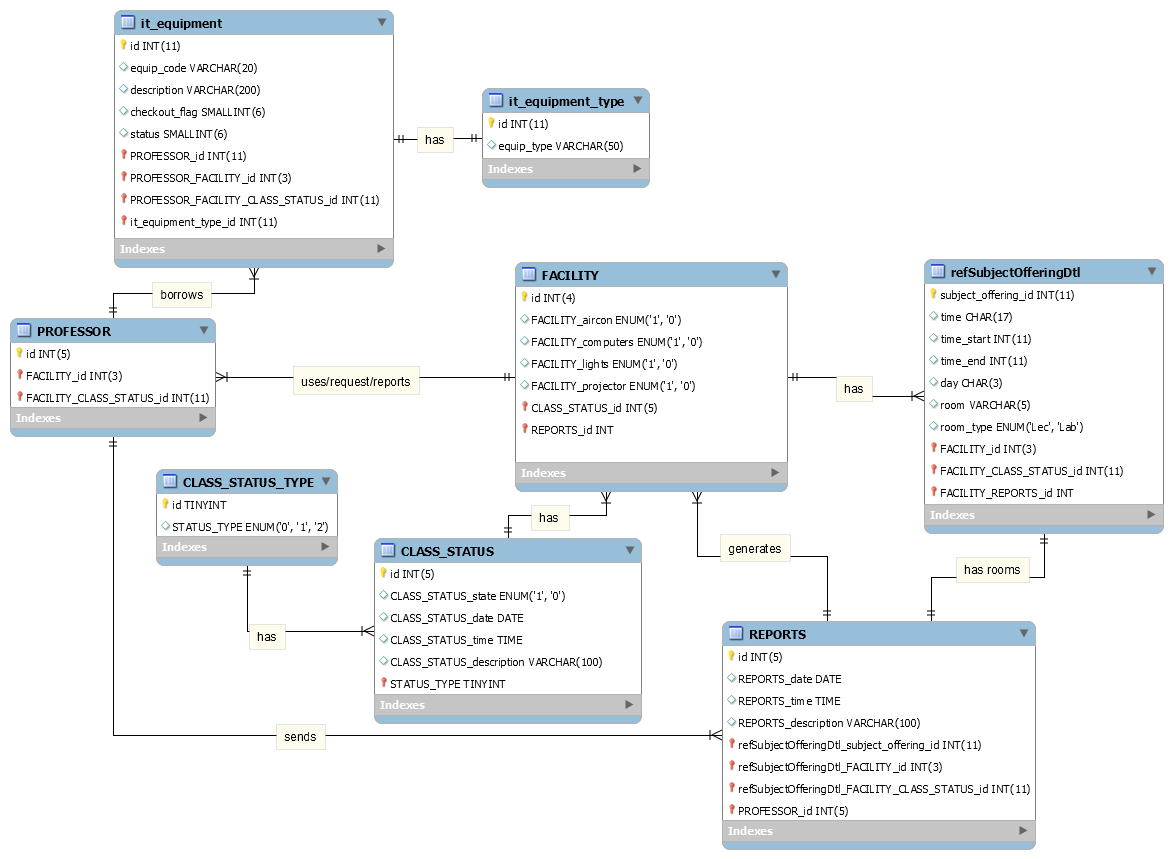 it_equipment
id INT(11)
equip_code VARCHAR(20)
description VARCHAR(200)
checkout_flag SMALLINT(6)
status SMALLINT(6)
PROFESSOR_id INT(11)
PROFESSOR_FACILITY_id INT(3)
PROFESSOR_FACILITY_CLASS_STATUS_id INT(11)
it_equipment_type_id INT(11)
Indexes
has
it_equipment_type
id INT(11)
equip_type VARCHAR(50)
Indexes
borrows
PROFESSOR
id INT(5)
FACILITY_id INT(3)
FACILITY_CLASS_STATUS_id INT(11)
Indexes
uses/request/reports
FACILITY
id INT(4)
FACILITY_aircon ENUM('1', '0')
FACILITY_computers ENUM('1', '0')
FACILITY_lights ENUM('1', '0')
FACILITY_projector ENUM('1', '0')
CLASS_STATUS_id INT(5)
REPORTS_id INT
Indexes
has
refSubjectOfferingDtl
subject_offering_id INT(11)
time CHAR(17)
time_start INT(11)
time_end INT(11)
day CHAR(3)
room VARCHAR(5)
room_type ENUM('Lec', 'Lab')
FACILITY_id INT(3)
FACILITY_CLASS_STATUS_id INT(11)
FACILITY_REPORTS_id INT
Indexes
CLASS_STATUS_TYPE
id TINYINT
STATUS_TYPE ENUM('0', '1', '2')
Indexes
has
has
CLASS_STATUS
id INT(5)
CLASS_STATUS_state ENUM('1', '0')
CLASS_STATUS_date DATE
CLASS_STATUS_time TIME
CLASS_STATUS_description VARCHAR(100)
STATUS_TYPE TINYINT
Indexes
generates
has rooms
sends
REPORTS
id INT(5)
REPORTS_date DATE
REPORTS_time TIME
REPORTS_description VARCHAR(100)
refSubjectOfferingDtl_subject_offering_id INT(11)
refSubjectOfferingDtl_FACILITY_id INT(3)
refSubjectOfferingDtl_FACILITY_CLASS_STATUS_id INT(11)
PROFESSOR_id INT(5)
Indexes